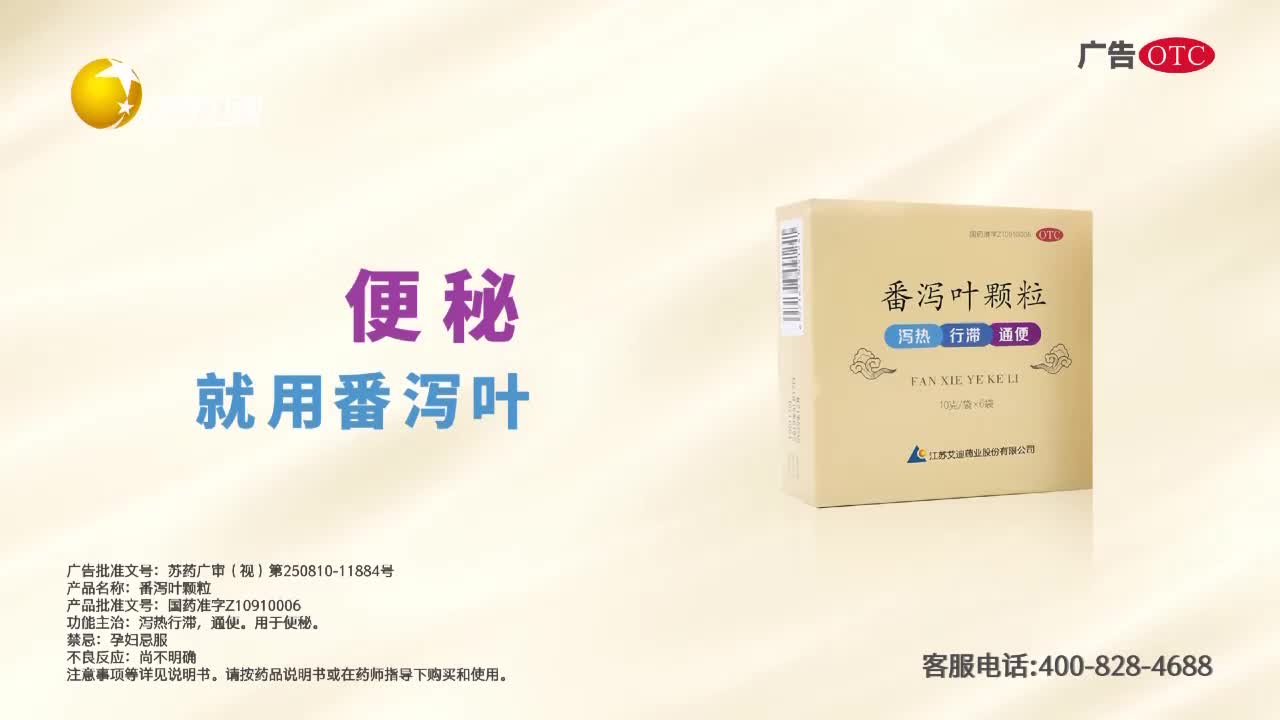 广告 OTC
便秘
就用番泻叶
国药准字Z10910006 OTC
番泻叶颗粒
泻热 行滞 通便
FAN XIE YE KE LI
10克/袋×6袋
江苏艾迪药业股份有限公司
广告批准文号：苏药广审（视）第250810-11884号
产品名称：番泻叶颗粒
产品批准文号：国药准字Z10910006
功能主治：泻热行滞，通便。用于便秘。
禁忌：孕妇忌服
不良反应：尚不明确
注意事项等详见说明书。请按药品说明书或在药师指导下购买和使用。
客服电话:400-828-4688